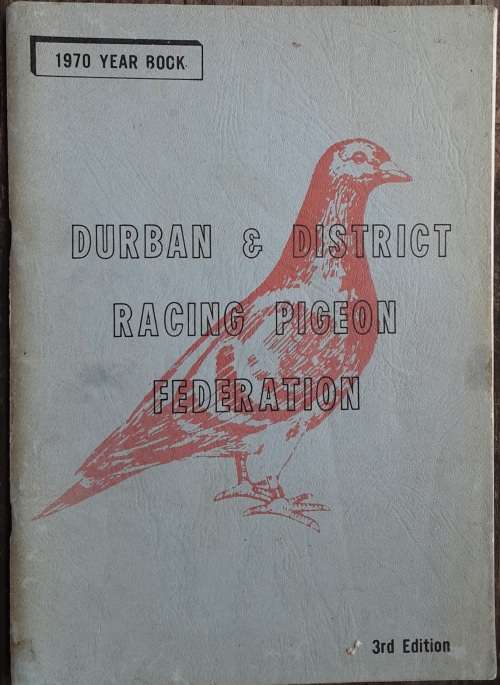 1970 YEAR BOOK
DURBAN & DISTRICT
RACING PIGEON
FEDERATION
3rd Edition